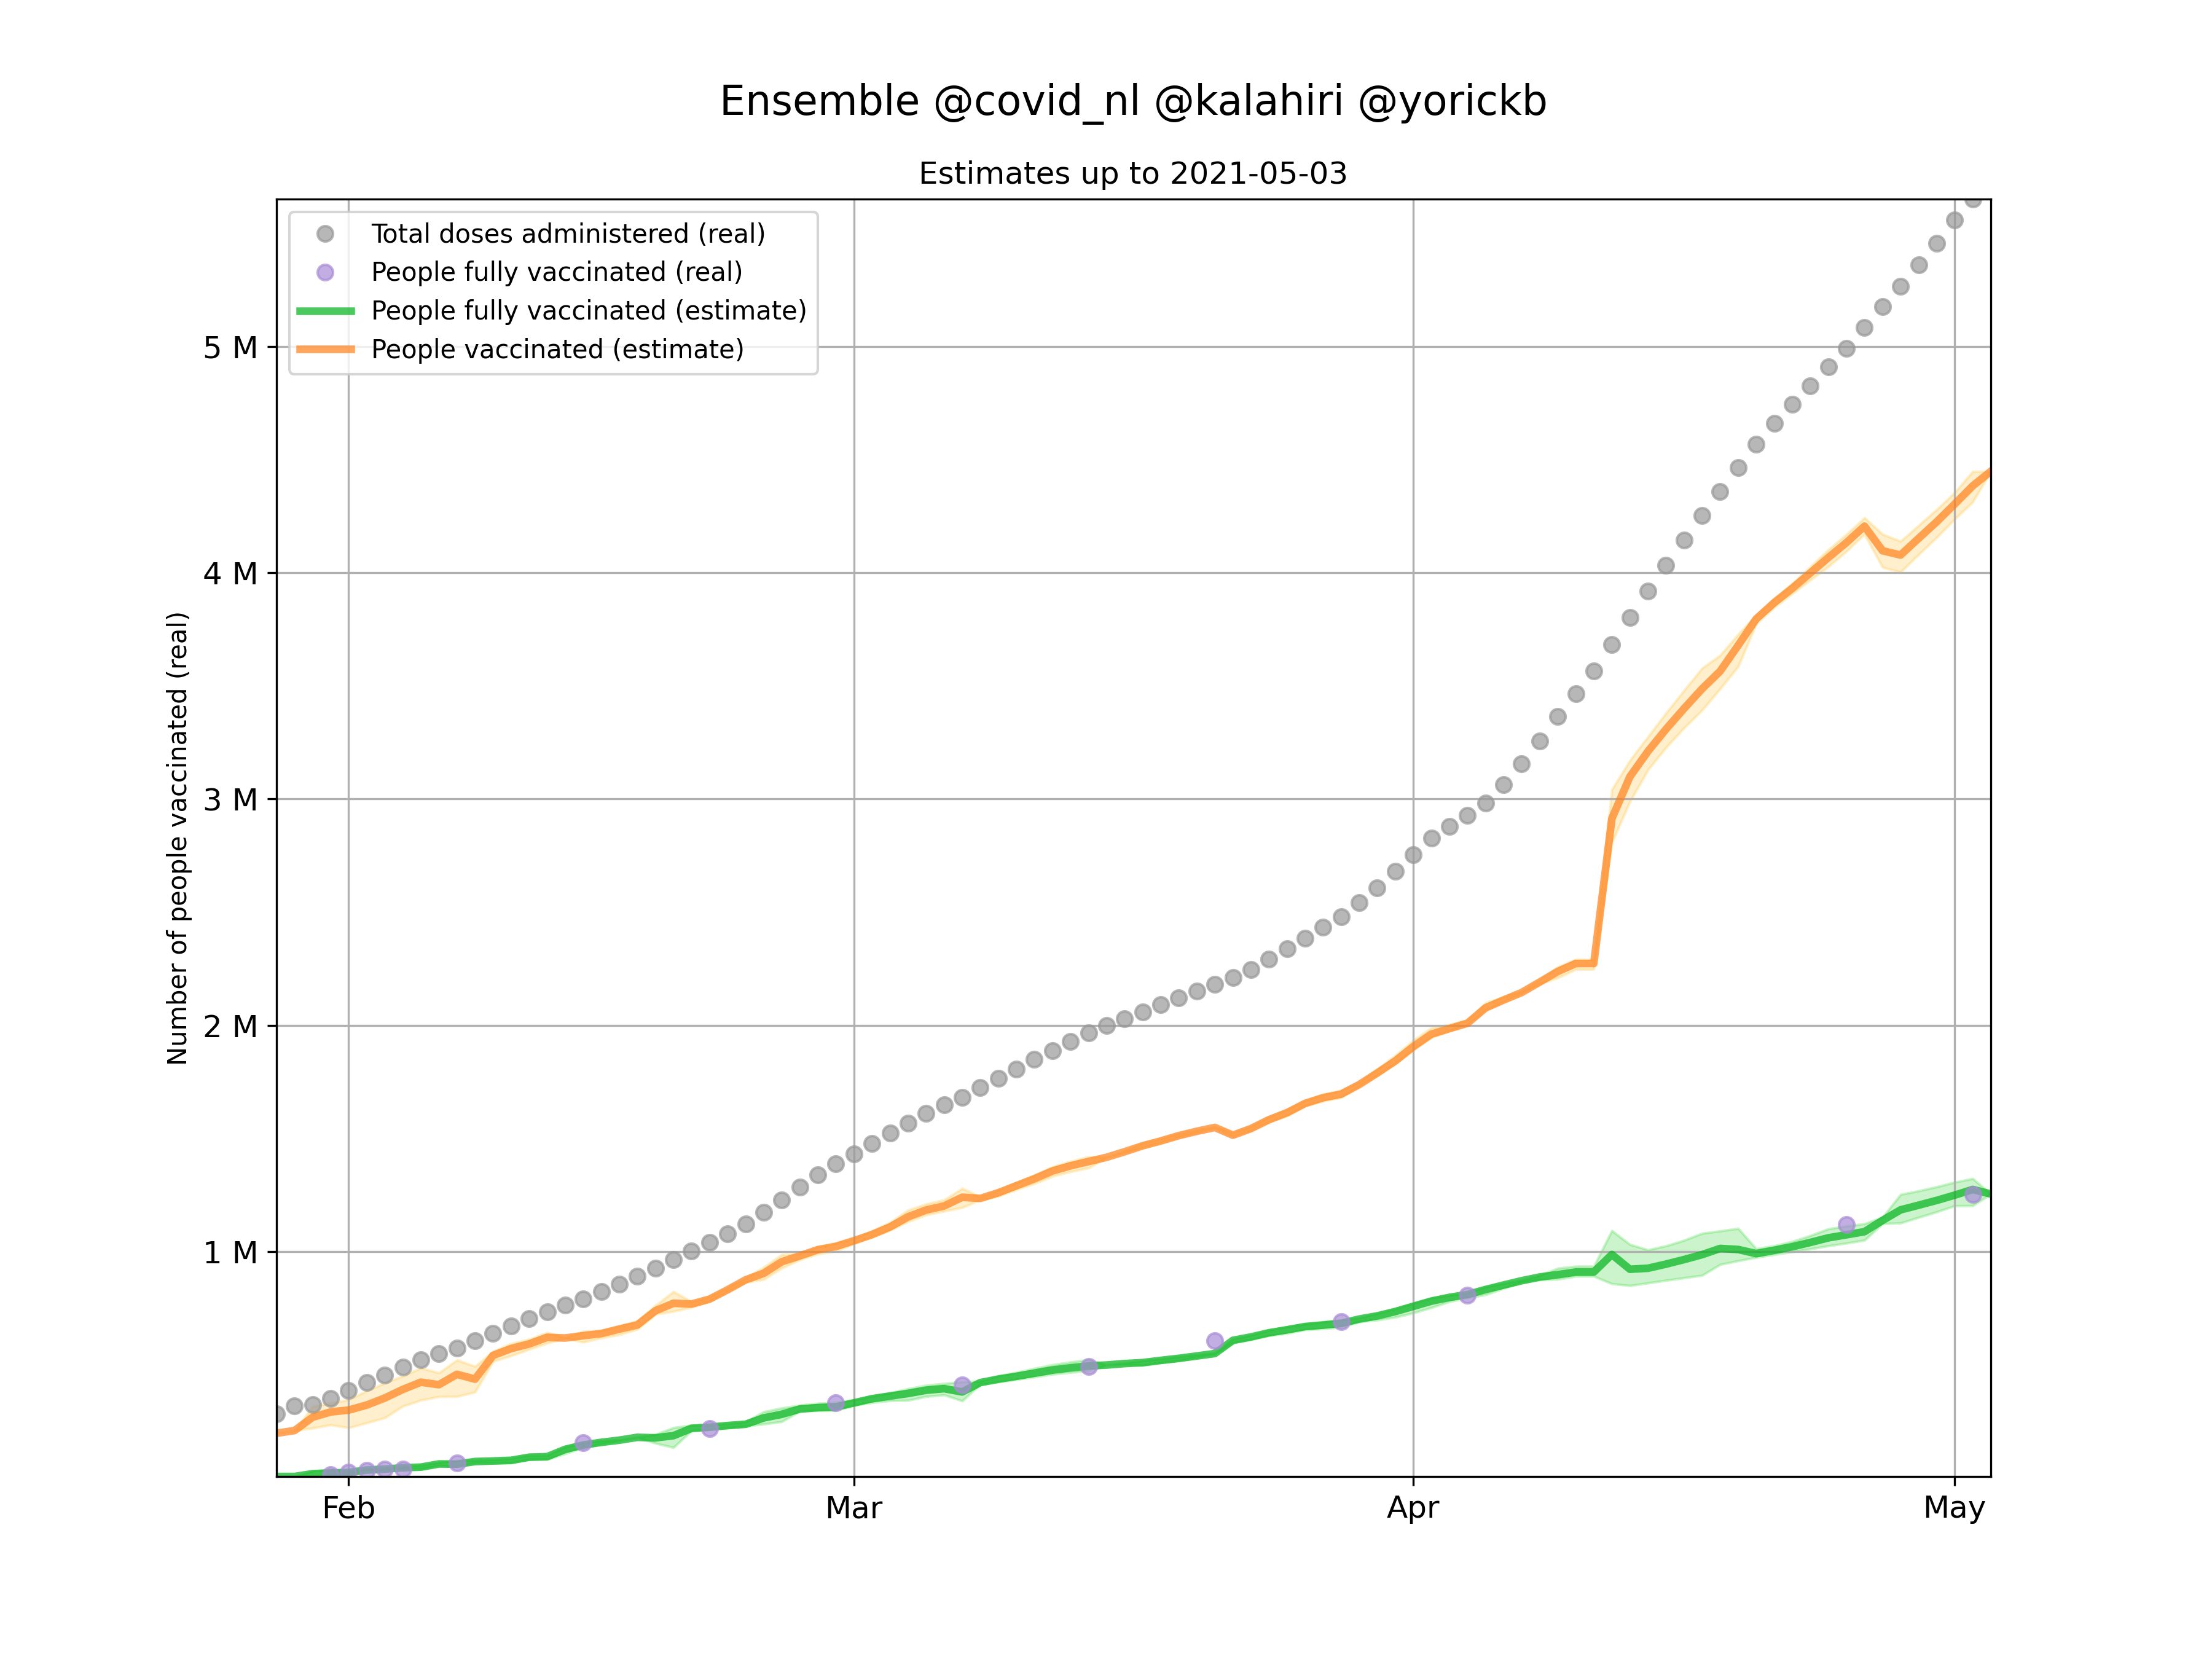 Ensemble @covid_nl @kalahiri @yorickb
Estimates up to 2021-05-03
Total doses administered (real)
People fully vaccinated (real)
People fully vaccinated (estimate)
People vaccinated (estimate)
Number of people vaccinated (real)
5 M
4 M
3 M
2 M
1 M
Feb
Mar
Apr
May